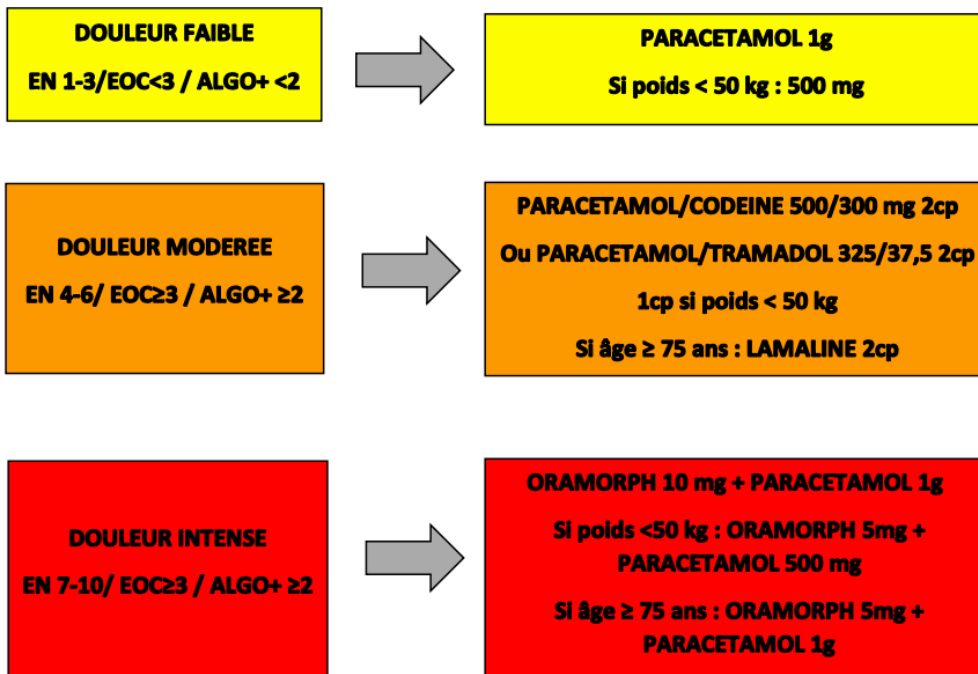 DOULEUR FAIBLE
EN 1-3/EOC<3 / ALGO+ <2
PARACETAMOL 1g
Si poids < 50 kg : 500 mg
DOULEUR MODEREE
EN 4-6/ EOC≥3 / ALGO+ ≥2
PARACETAMOL/CODEINE 500/300 mg 2cp
Ou PARACETAMOL/TRAMADOL 325/37,5 2cp
1cp si poids < 50 kg
Si âge ≥ 75 ans : LAMALINE 2cp
DOULEUR INTENSE
EN 7-10/ EOC≥3 / ALGO+ ≥2
ORAMORPH 10 mg + PARACETAMOL 1g
Si poids <50 kg : ORAMORPH 5mg +
PARACETAMOL 500 mg
Si âge ≥ 75 ans : ORAMORPH 5mg +
PARACETAMOL 1g